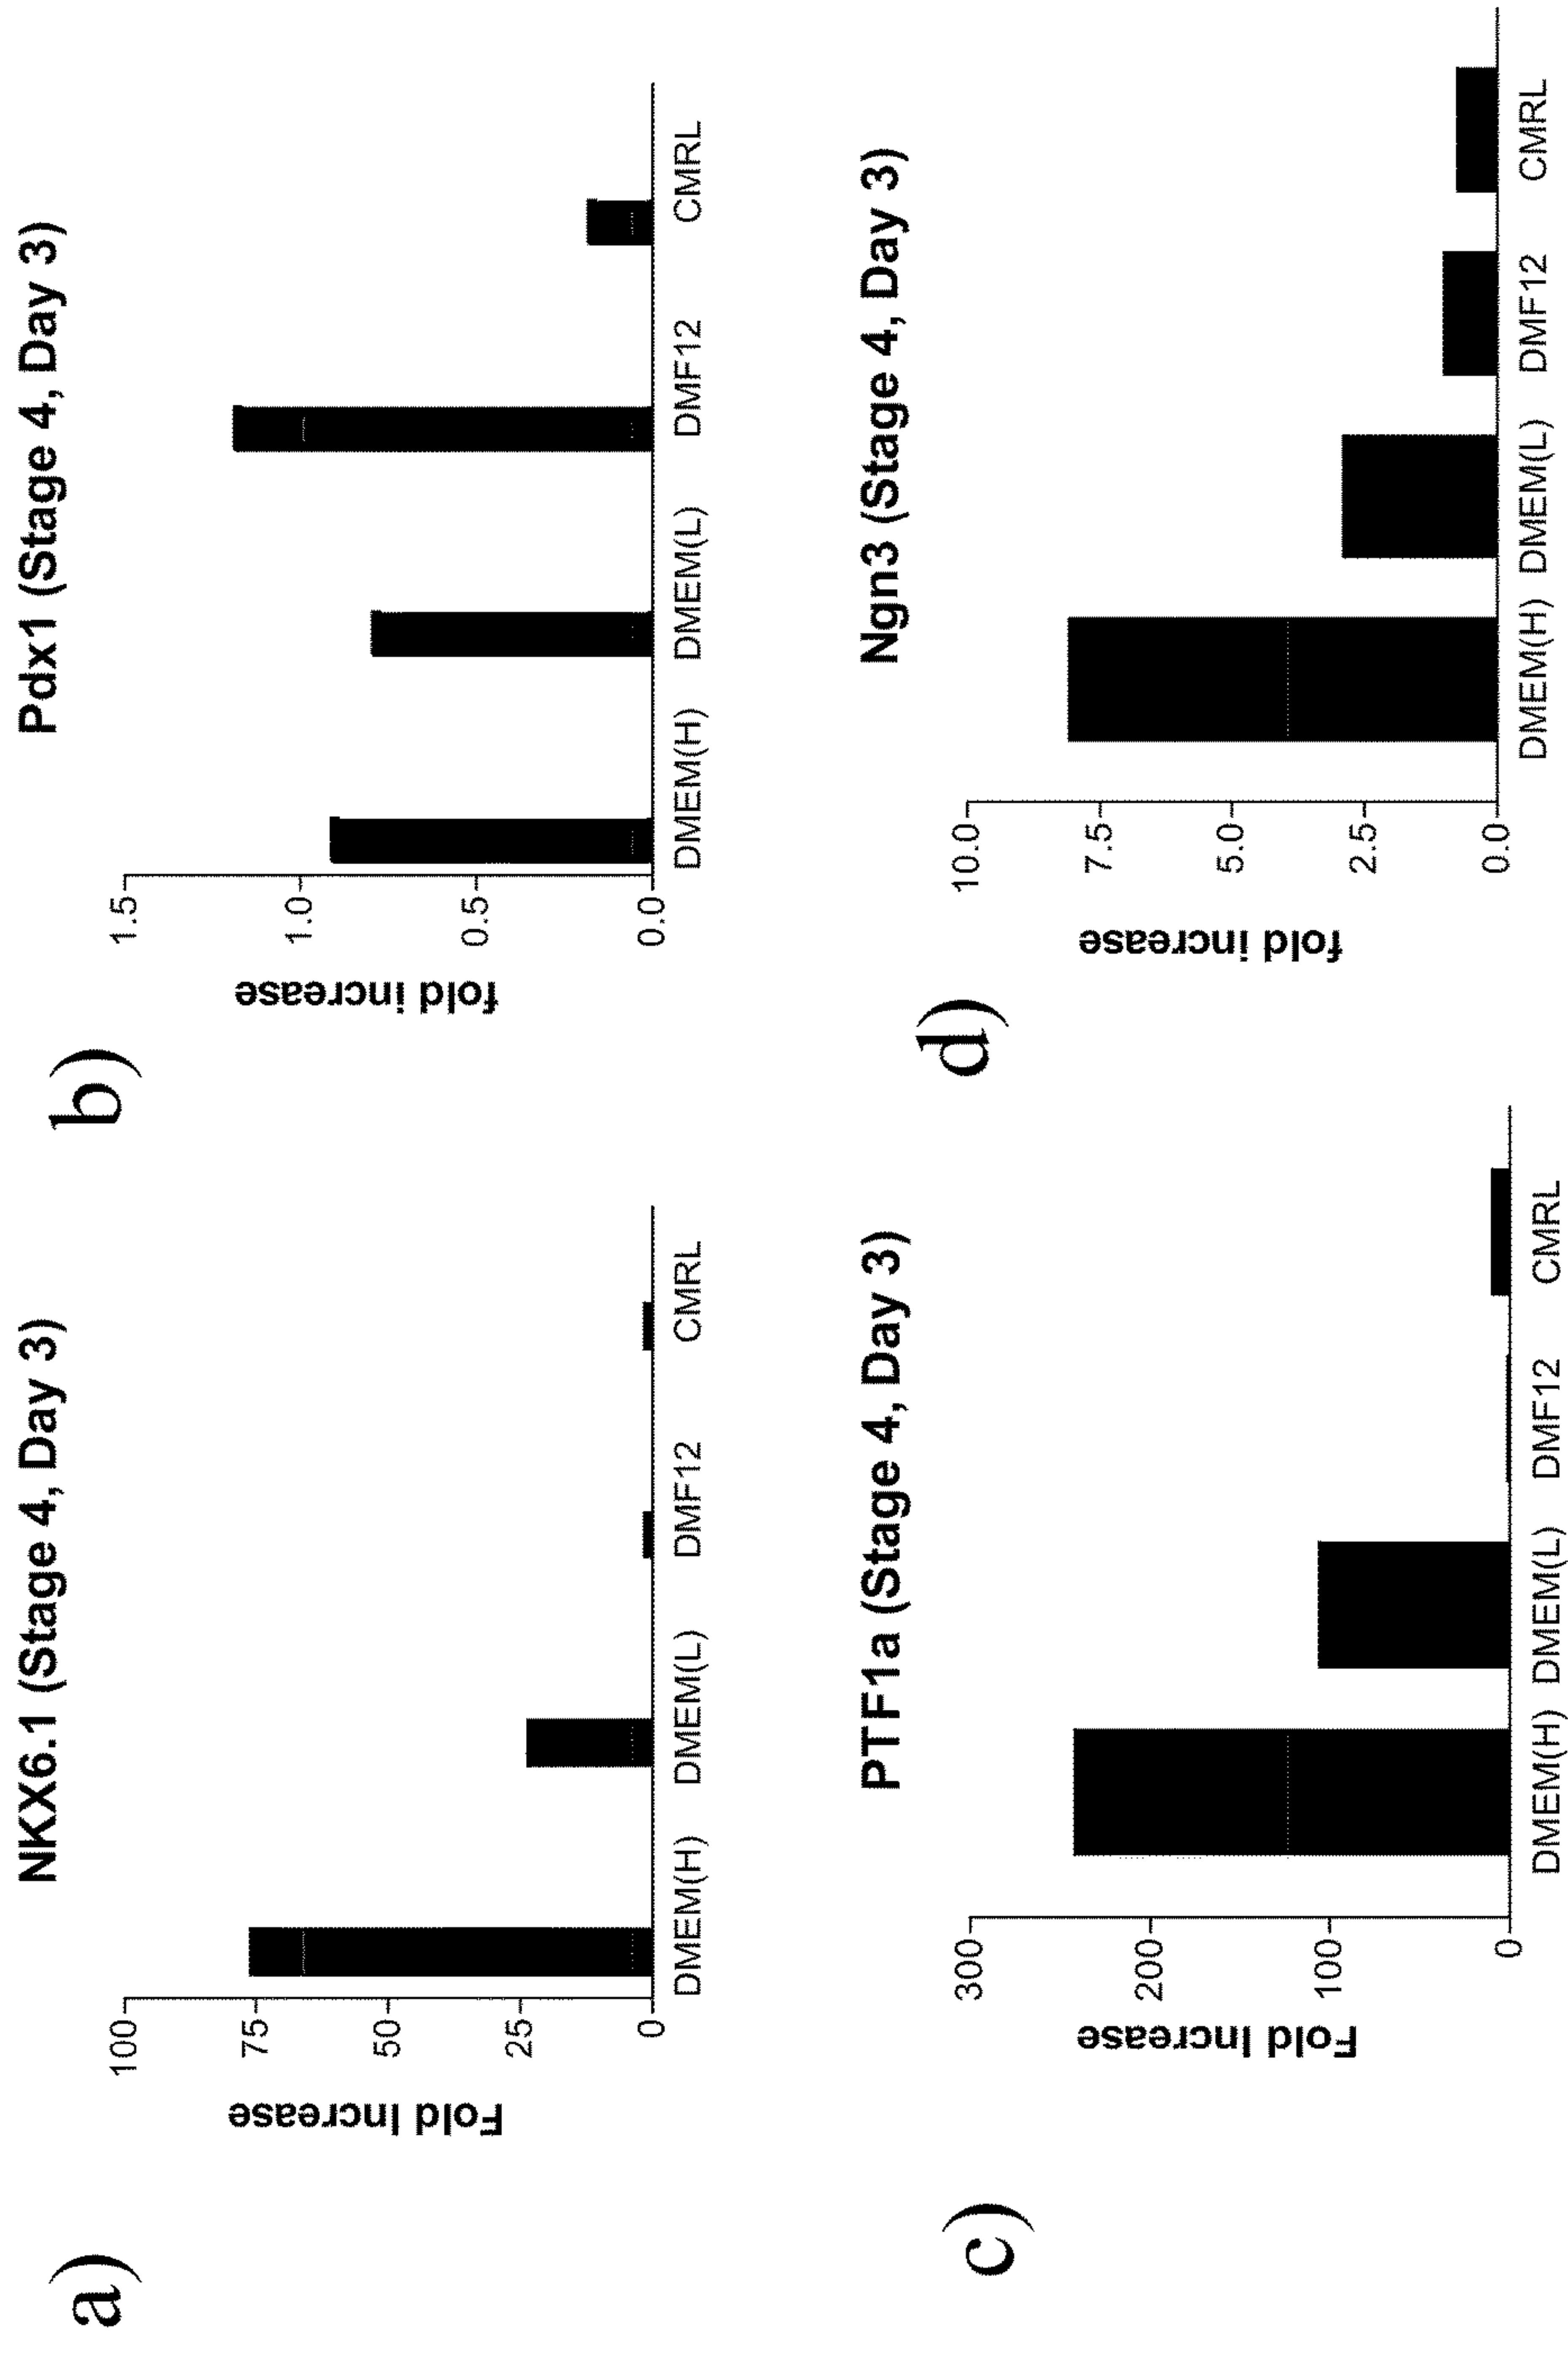 a)
NKX6.1 (Stage 4, Day 3)
Fold Increase
100
75
50
25
0
DMEM(H) DMEM(L) DMF12 CMRL
b)
Pdx1 (Stage 4, Day 3)
fold increase
1.5
1.0
0.5
0.0
DMEM(H) DMEM(L) DMF12 CMRL
c)
PTF1a (Stage 4, Day 3)
Fold Increase
300
200
100
0
DMEM(H) DMEM(L) DMF12 CMRL
d)
Ngn3 (Stage 4, Day 3)
fold increase
10.0
7.5
5.0
2.5
0.0
DMEM(H) DMEM(L) DMF12 CMRL